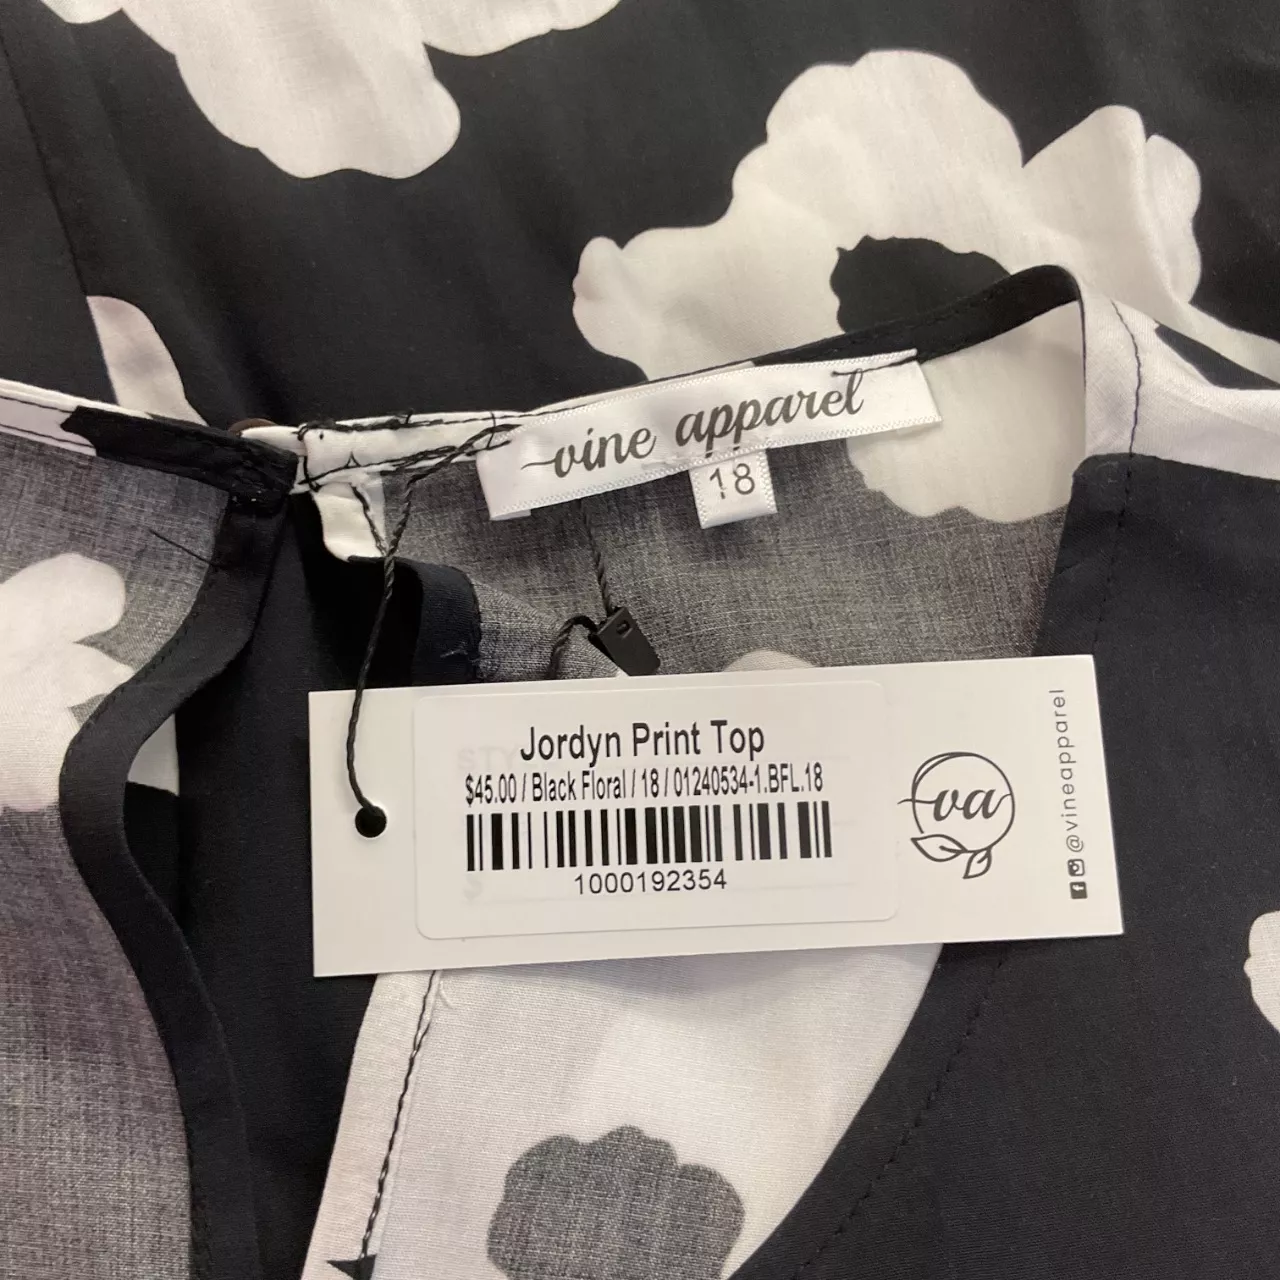 vine apparel
18
Jordyn Print Top
$45.00 / Black Floral / 18 / 01240534-1.BFL.18
1000192354
va
@vineapparel